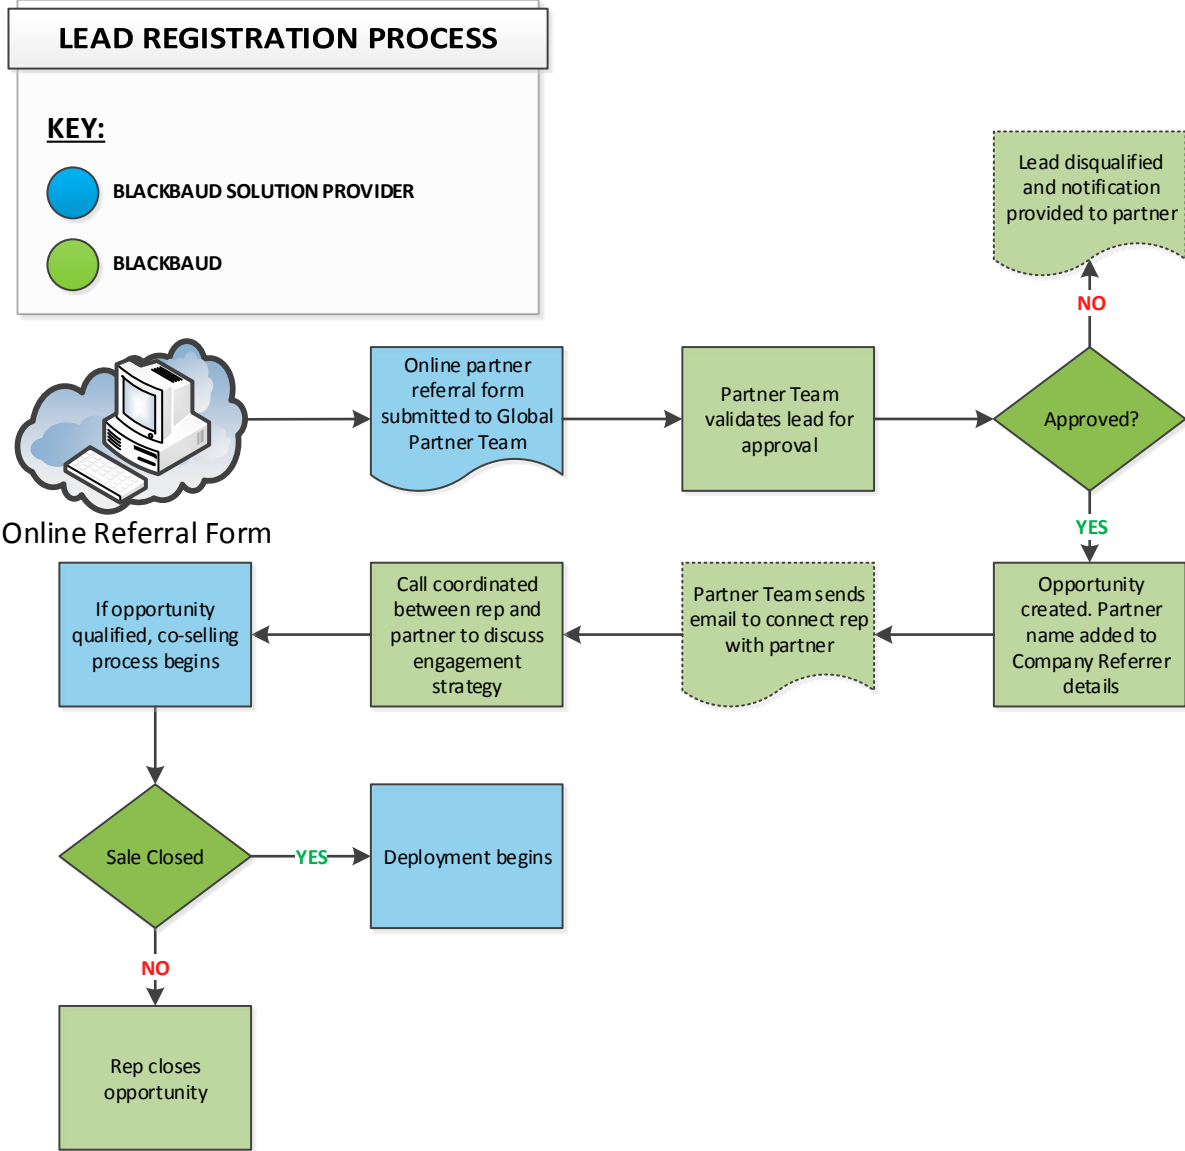 LEAD REGISTRATION PROCESS
KEY:
BLACKBAUD SOLUTION PROVIDER
BLACKBAUD
Lead disqualified
and notification
provided to partner
NO
Online Referral Form
Online partner
referral form
submitted to Global
Partner Team
Partner Team
validates lead for
approval
Approved?
YES
Opportunity
created. Partner
name added to
Company Referrer
details
Partner Team sends
email to connect rep
with partner
Call coordinated
between rep and
partner to discuss
engagement
strategy
If opportunity
qualified, co-selling
process begins
Sale Closed
YES
Deployment begins
NO
Rep closes
opportunity